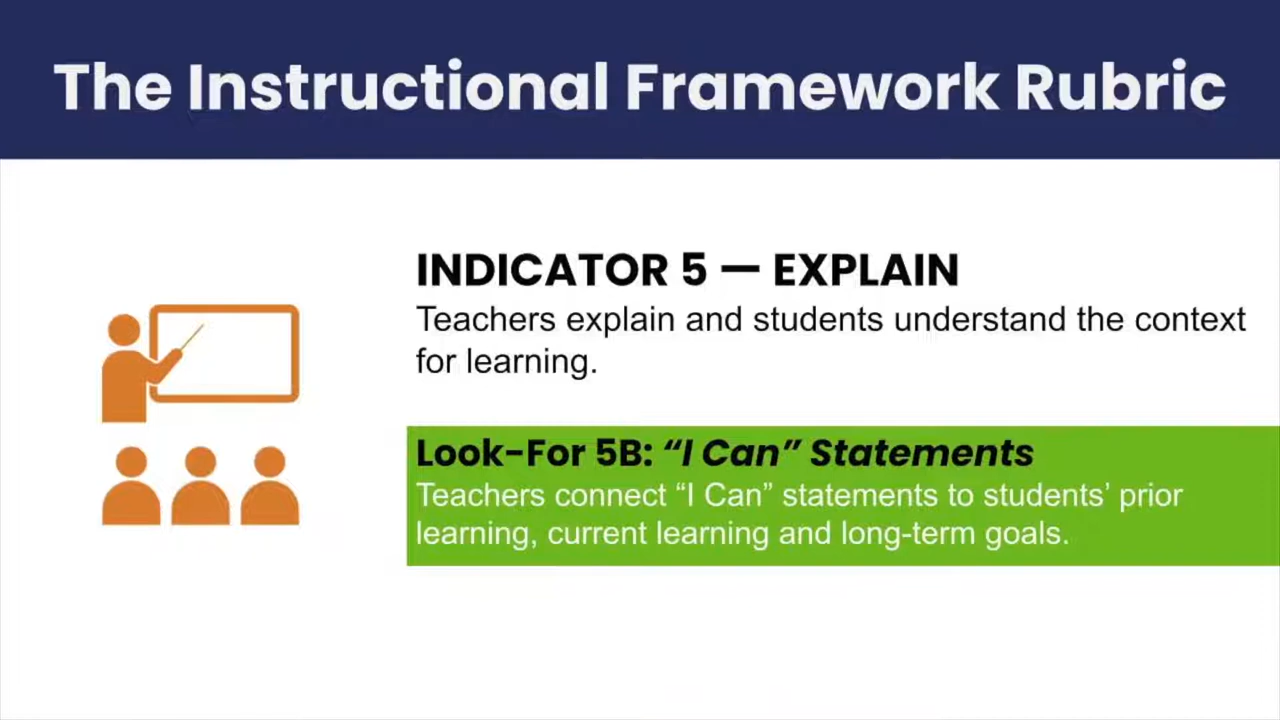 The Instructional Framework Rubric
INDICATOR 5 — EXPLAIN
Teachers explain and students understand the context
for learning.
Look-For 5B: “I Can” Statements
Teachers connect “I Can” statements to students’ prior
learning, current learning and long-term goals.